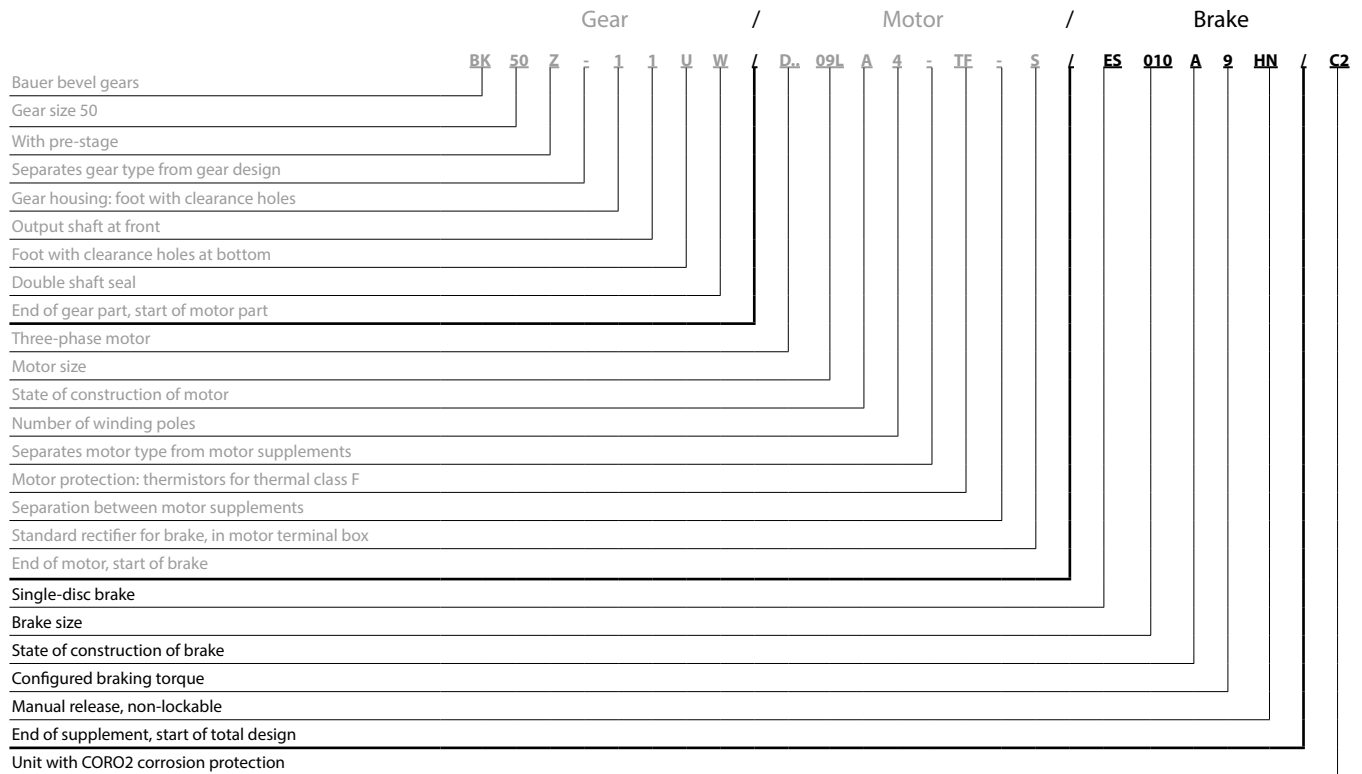 Gear / Motor / Brake
BK 50 Z - 1 1 U W / D.. 09L A 4 - TF - S / ES 010 A 9 HN / C2
Bauer bevel gears
Gear size 50
With pre-stage
Separates gear type from gear design
Gear housing: foot with clearance holes
Output shaft at front
Foot with clearance holes at bottom
Double shaft seal
End of gear part, start of motor part
Three-phase motor
Motor size
State of construction of motor
Number of winding poles
Separates motor type from motor supplements
Motor protection: thermistors for thermal class F
Separation between motor supplements
Standard rectifier for brake, in motor terminal box
End of motor, start of brake
Single-disc brake
Brake size
State of construction of brake
Configured braking torque
Manual release, non-lockable
End of supplement, start of total design
Unit with CORO2 corrosion protection